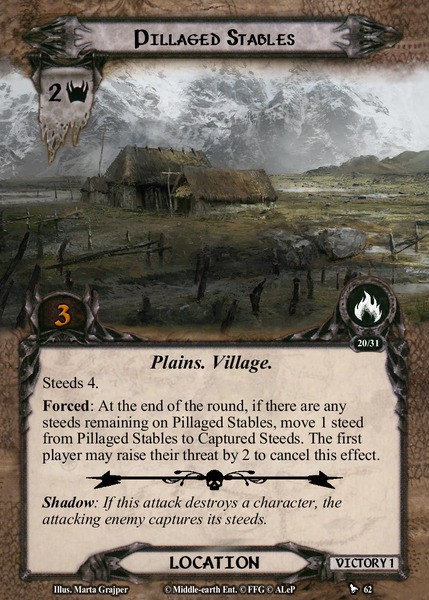 Pillaged Stables
2
3
20/31
Plains. Village.
Steeds 4.
Forced: At the end of the round, if there are any
steeds remaining on Pillaged Stables, move 1 steed
from Pillaged Stables to Captured Steeds. The first
player may raise their threat by 2 to cancel this effect.
Shadow: If this attack destroys a character, the
attacking enemy captures its steeds.
LOCATION
VICTORY 1
Illus. Marta Grajper
© Middle-earth Ent. © FFG © ALeP
62